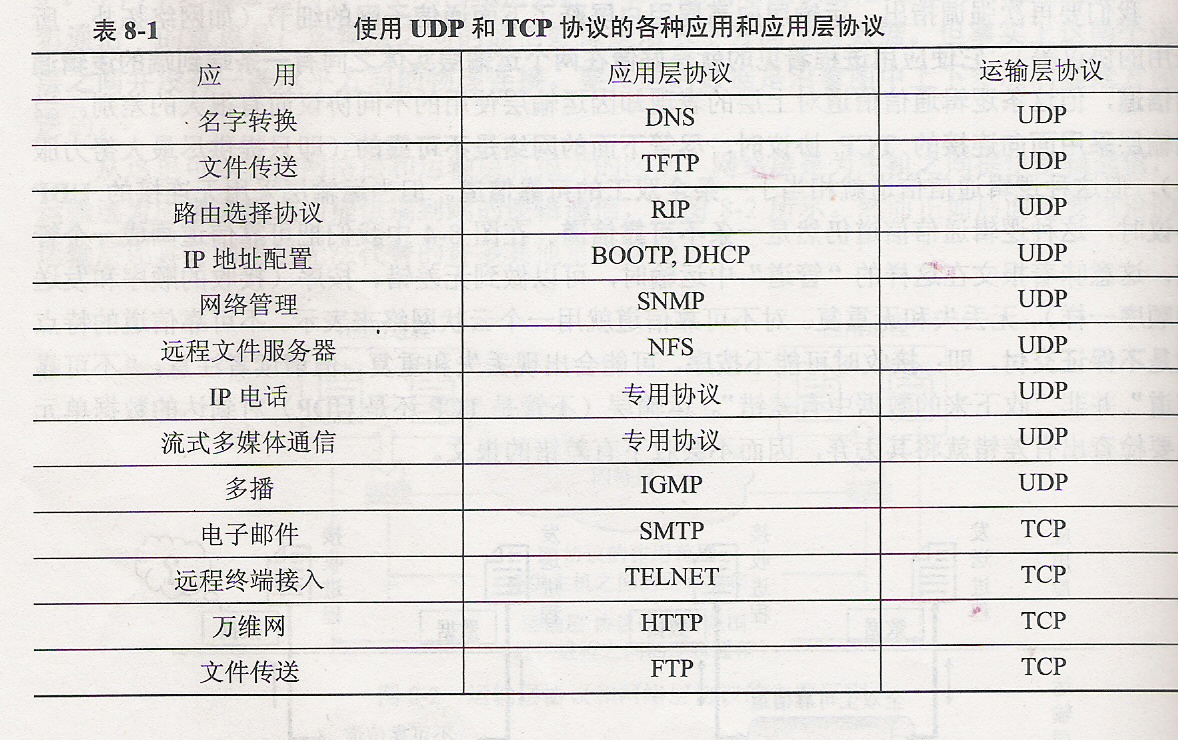 表 8-1 使用 UDP 和 TCP 协议的各种应用和应用层协议
应 用 应用层协议 运输层协议
名字转换 DNS UDP
文件传送 TFTP UDP
路由选择协议 RIP UDP
IP 地址配置 BOOTP, DHCP UDP
网络管理 SNMP UDP
远程文件服务器 NFS UDP
IP 电话 专用协议 UDP
流式多媒体通信 专用协议 UDP
多播 IGMP UDP
电子邮件 SMTP TCP
远程终端接入 TELNET TCP
万维网 HTTP TCP
文件传送 FTP TCP